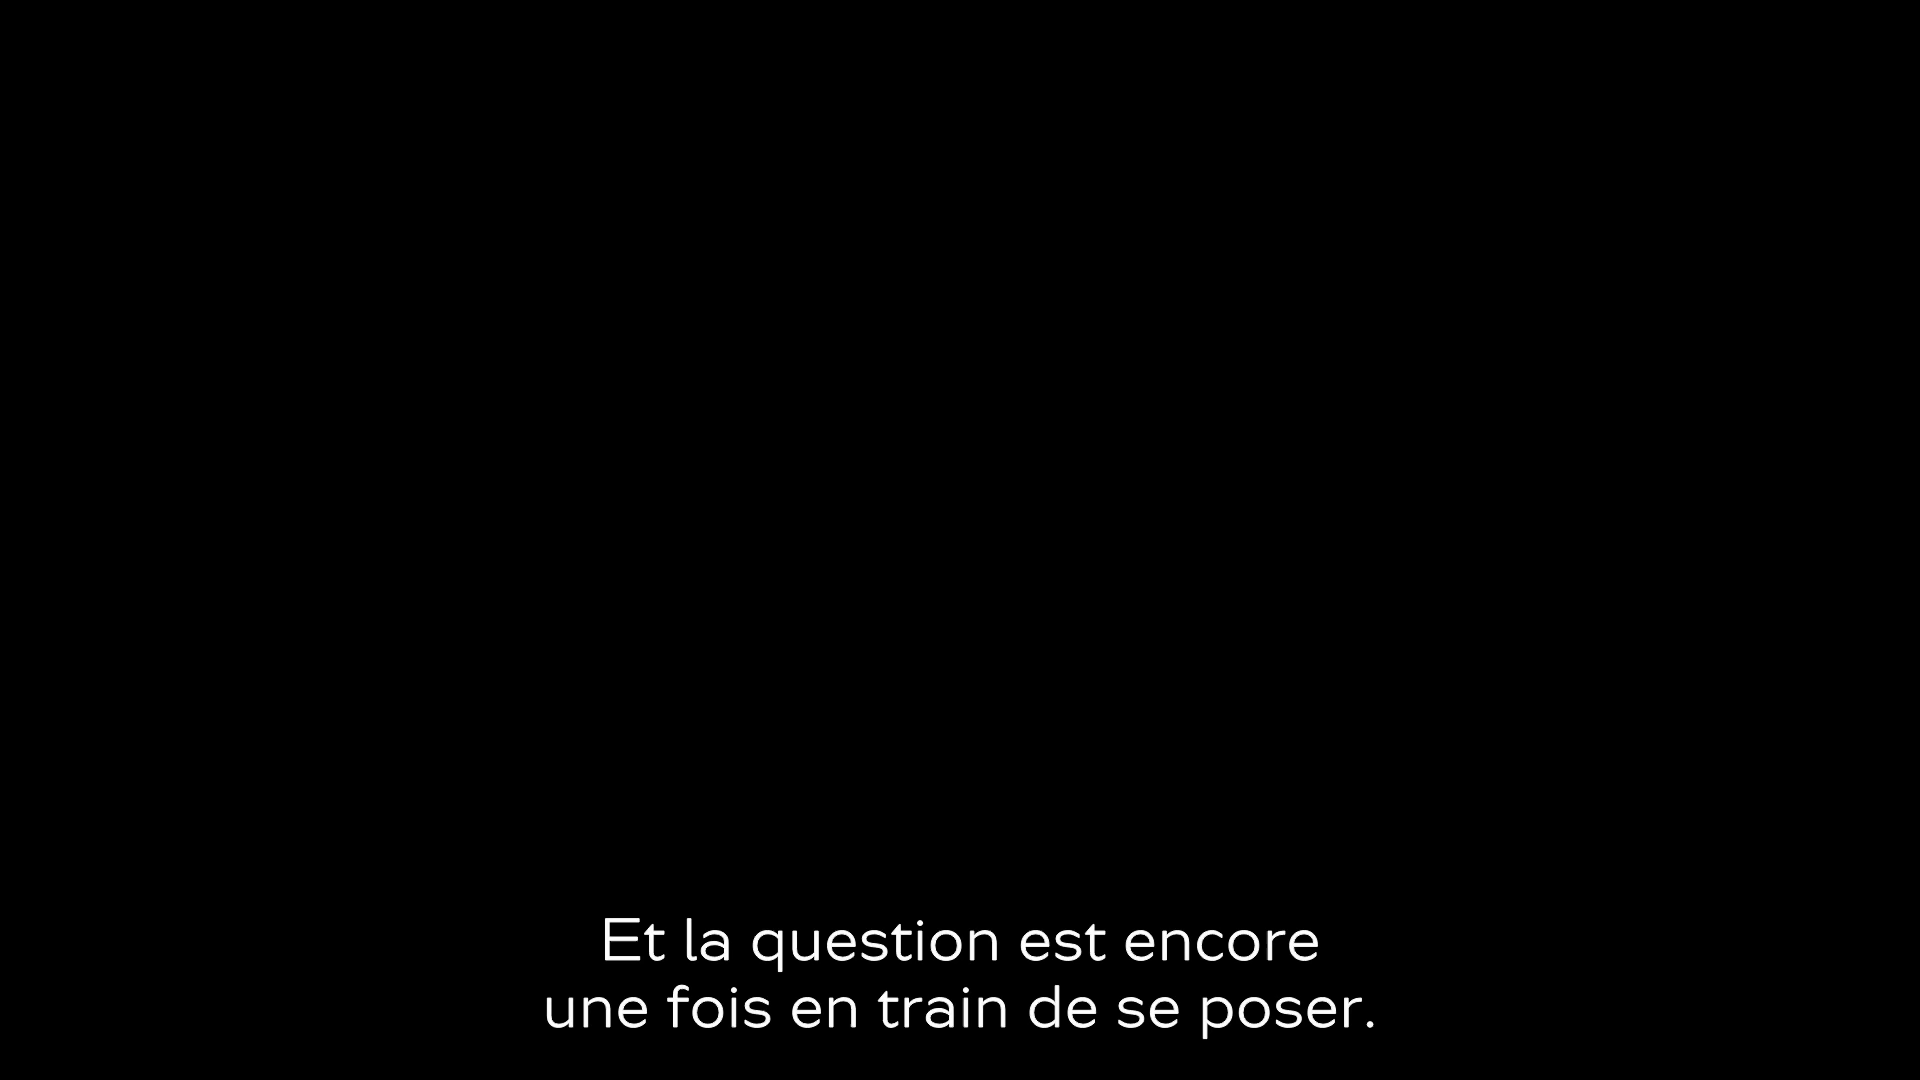 Et la question est encore
une fois en train de se poser.